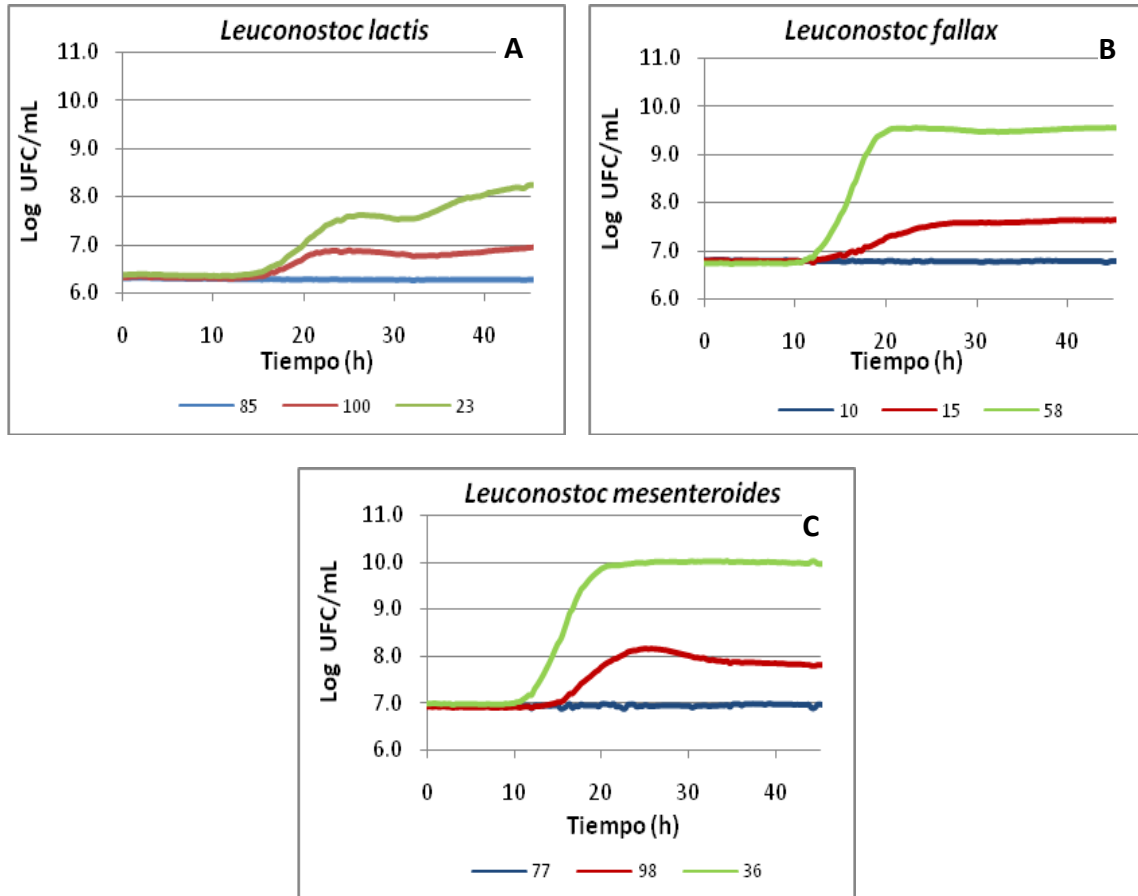 Leuconostoc lactis
A
Log UFC/mL
11.0
10.0
9.0
8.0
7.0
6.0
0 10 20 30 40
Tiempo (h)
85 100 23
Leuconostoc fallax
B
Log UFC/mL
11.0
10.0
9.0
8.0
7.0
6.0
0 10 20 30 40
Tiempo (h)
10 15 58
Leuconostoc mesenteroides
C
Log UFC/mL
11.0
10.0
9.0
8.0
7.0
6.0
0 10 20 30 40
Tiempo (h)
77 98 36